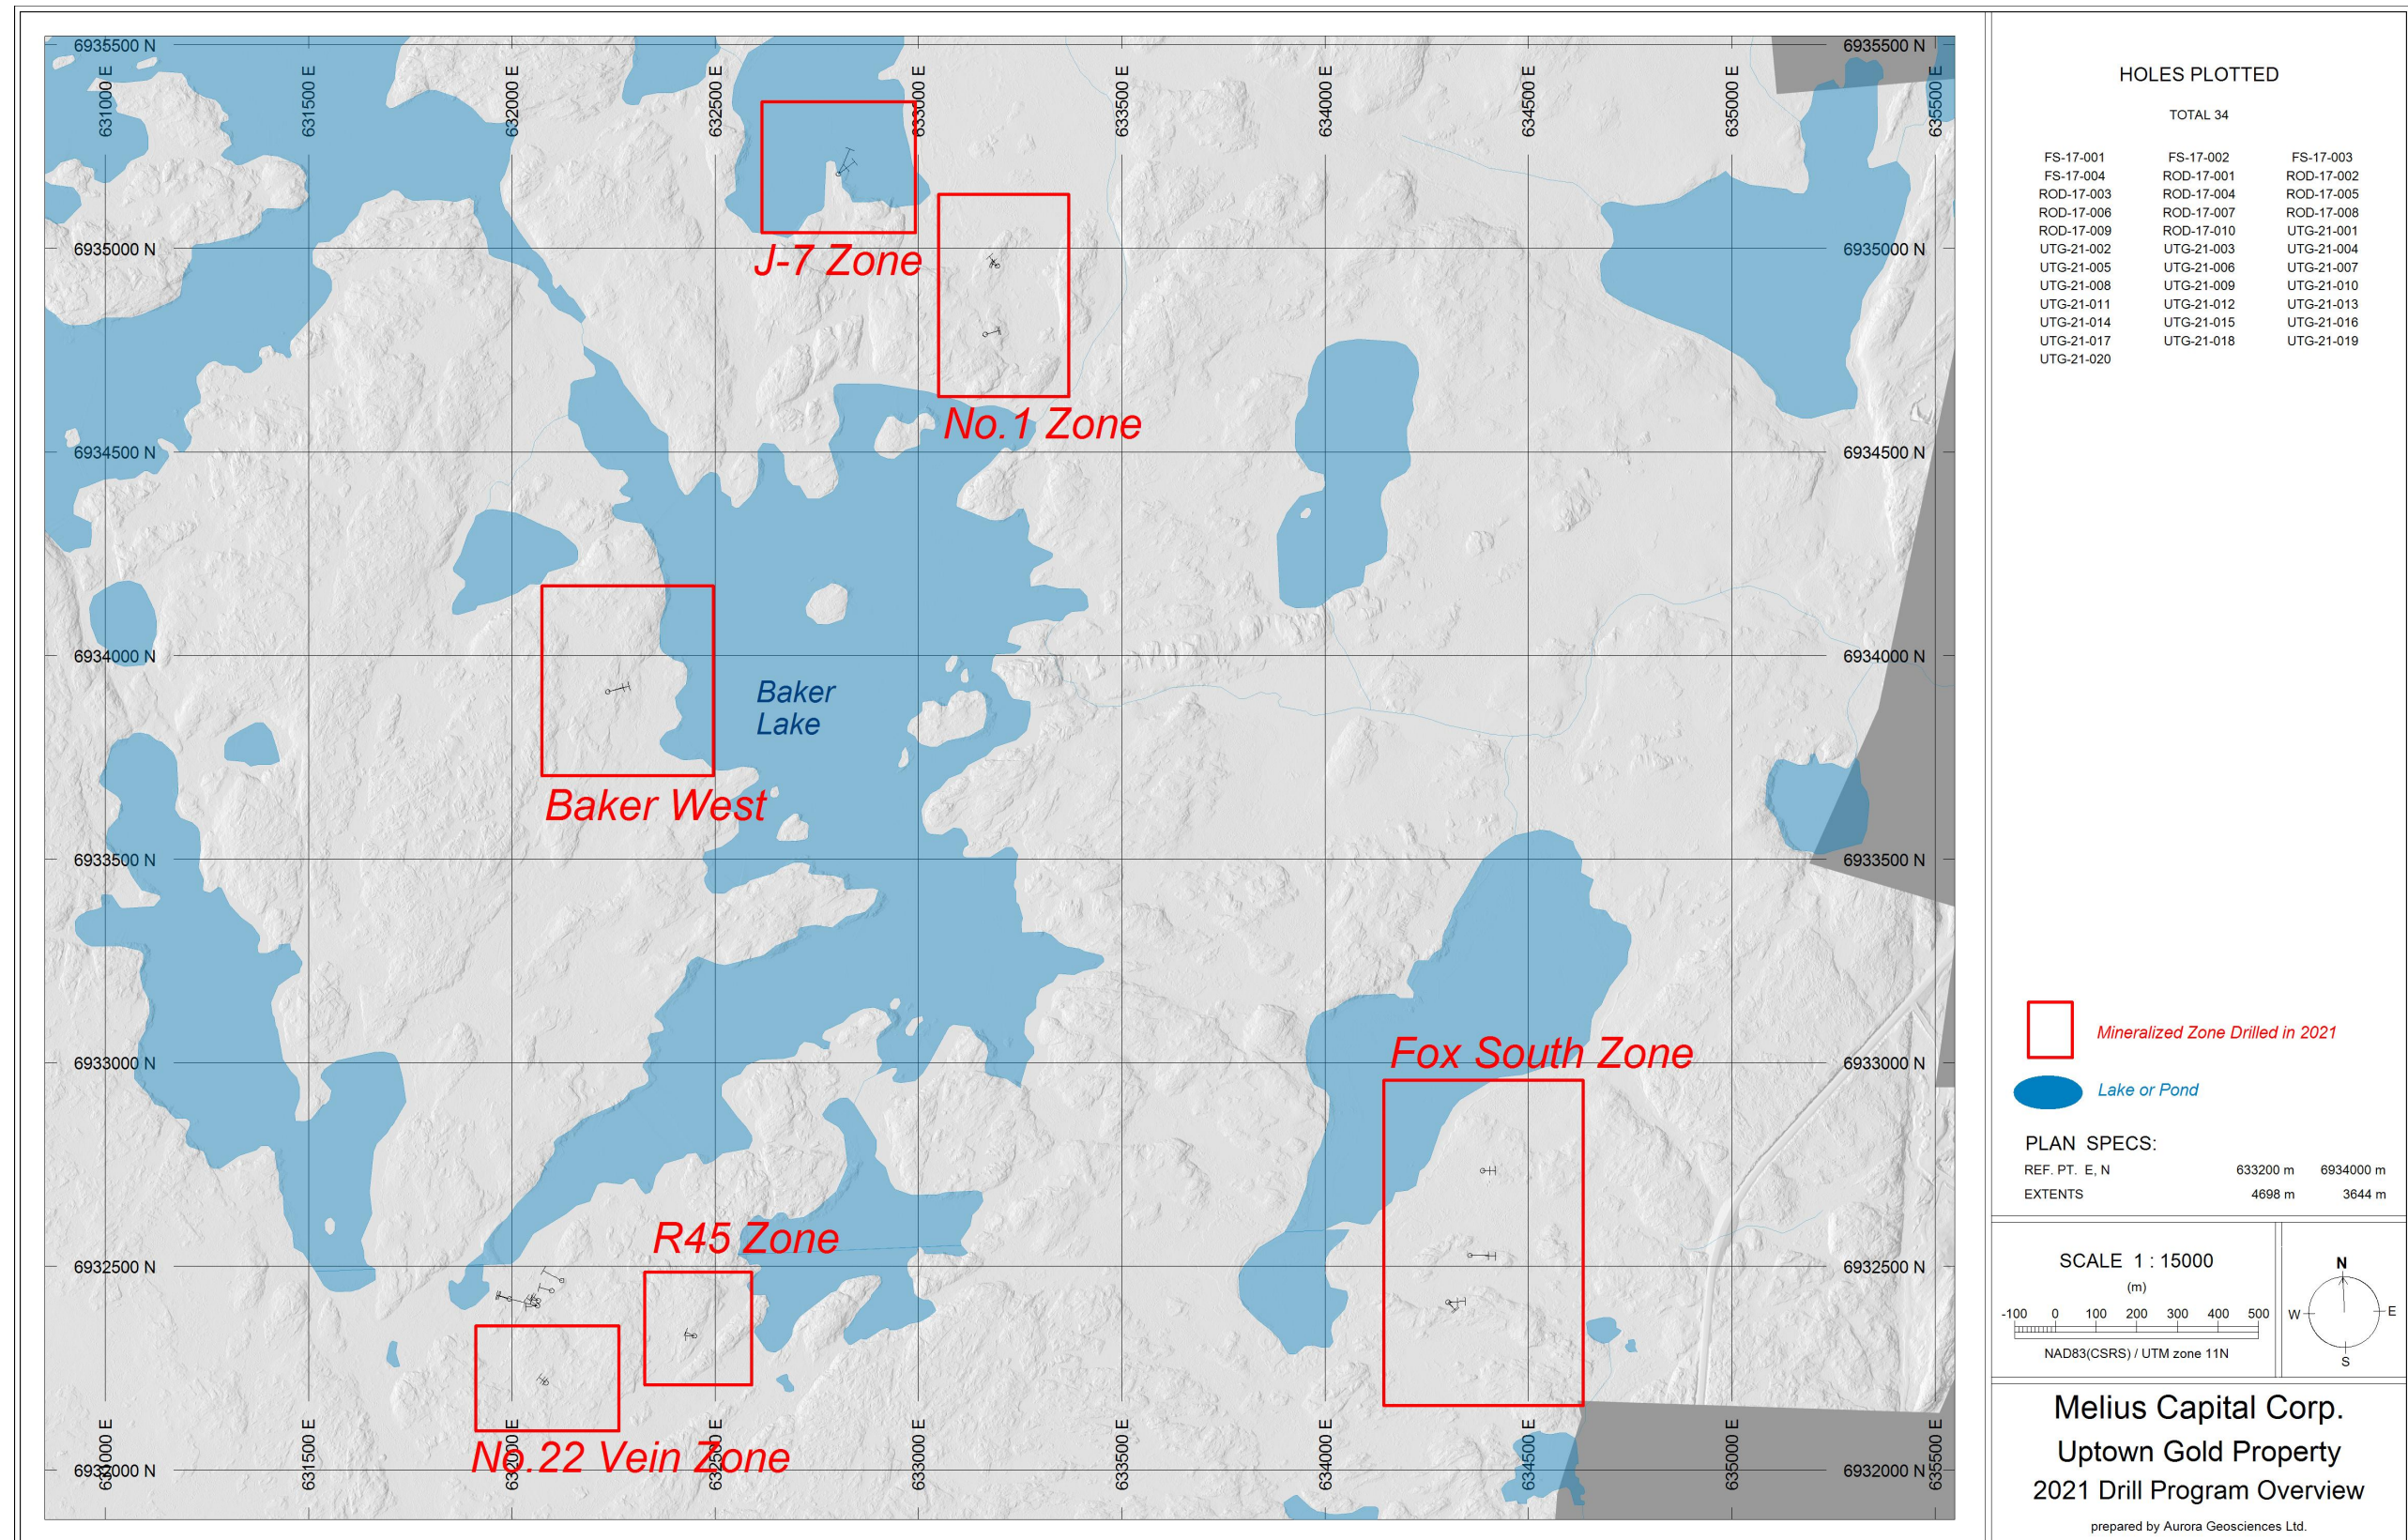 6935500 N
6935500 N
631000 E
631500 E
632000 E
632500 E
633000 E
633500 E
634000 E
634500 E
635000 E
635500 E
6935000 N
6935000 N
J-7 Zone
No.1 Zone
6934500 N
6934500 N
6934000 N
6934000 N
Baker
Lake
Baker West
6933500 N
6933500 N
6933000 N
6933000 N
Fox South Zone
R45 Zone
6932500 N
6932500 N
No.22 Vein Zone
6932000 N
6932000 N
631000 E
631500 E
632000 E
632500 E
633000 E
633500 E
634000 E
634500 E
635000 E
635500 E
HOLES PLOTTED
TOTAL 34
FS-17-001 FS-17-002 FS-17-003
FS-17-004 ROD-17-001 ROD-17-002
ROD-17-003 ROD-17-004 ROD-17-005
ROD-17-006 ROD-17-007 ROD-17-008
ROD-17-009 ROD-17-010 UTG-21-001
UTG-21-002 UTG-21-003 UTG-21-004
UTG-21-005 UTG-21-006 UTG-21-007
UTG-21-008 UTG-21-009 UTG-21-010
UTG-21-011 UTG-21-012 UTG-21-013
UTG-21-014 UTG-21-015 UTG-21-016
UTG-21-017 UTG-21-018 UTG-21-019
UTG-21-020
Mineralized Zone Drilled in 2021
Lake or Pond
PLAN SPECS:
REF. PT. E, N 633200 m 6934000 m
EXTENTS 4698 m 3644 m
SCALE 1 : 15000
(m)
-100 0 100 200 300 400 500
NAD83(CSRS) / UTM zone 11N
N
W E
S
Melius Capital Corp.
Uptown Gold Property
2021 Drill Program Overview
prepared by Aurora Geosciences Ltd.